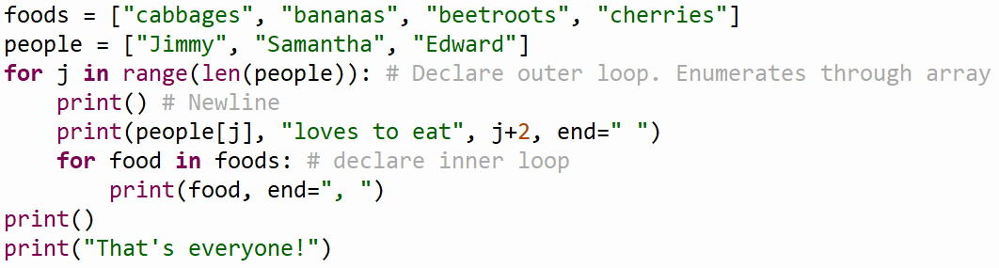 foods = ["cabbages", "bananas", "beetroots", "cherries"]
people = ["Jimmy", "Samantha", "Edward"]
for j in range(len(people)): # Declare outer loop. Enumerates through array
    print() # Newline
    print(people[j], "loves to eat", j+2, end=" ")
    for food in foods: # declare inner loop
        print(food, end=", ")
print()
print("That's everyone!")